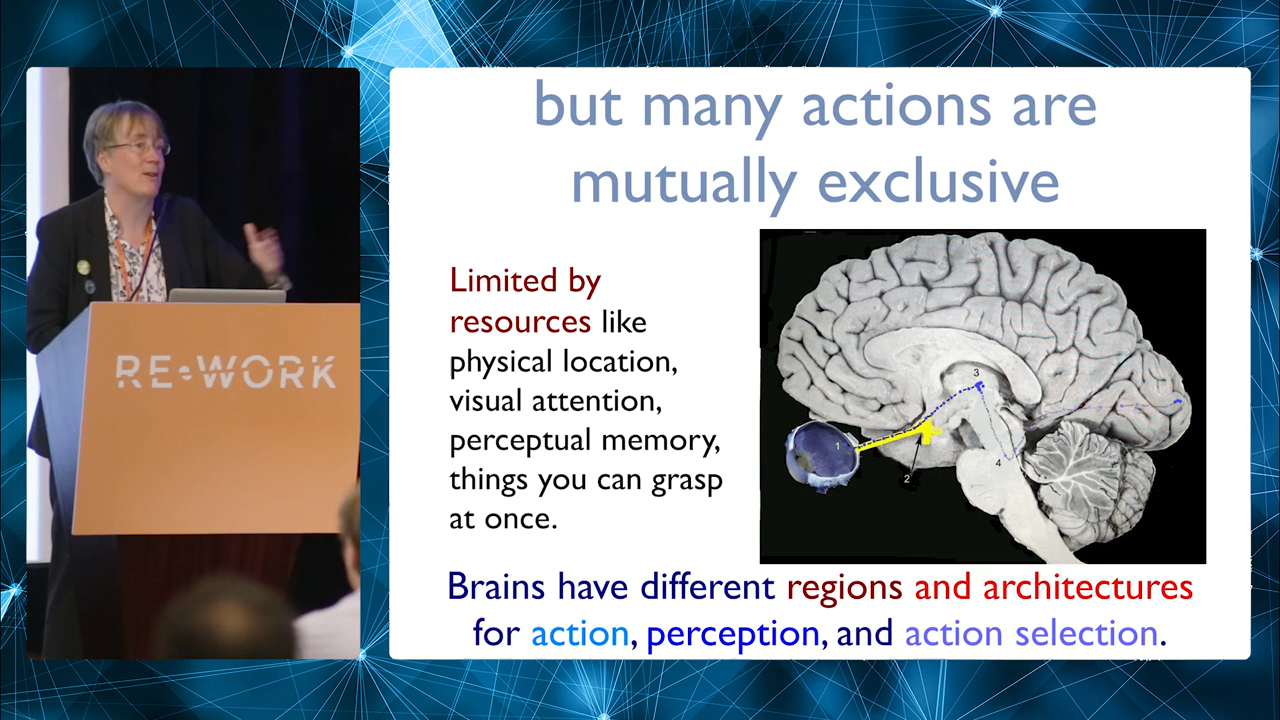 but many actions are
mutually exclusive
RE•WORK
Limited by
resources like
physical location,
visual attention,
perceptual memory,
things you can grasp
at once.
3
1
2
4
Brains have different regions and architectures
for action, perception, and action selection.